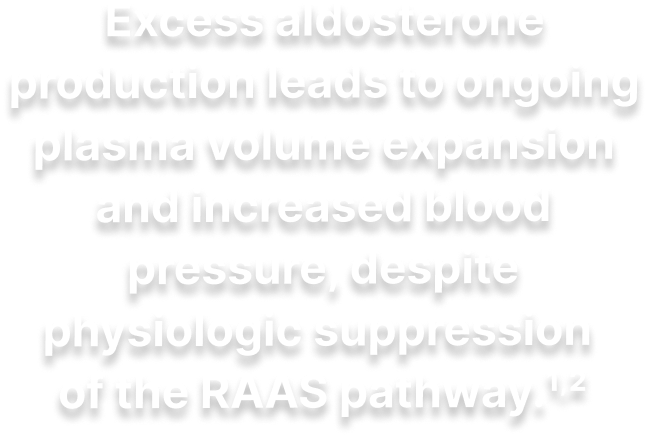 Excess aldosterone
production leads to ongoing
plasma volume expansion
and increased blood
pressure, despite
physiologic suppression
of the RAAS pathway.¹,²